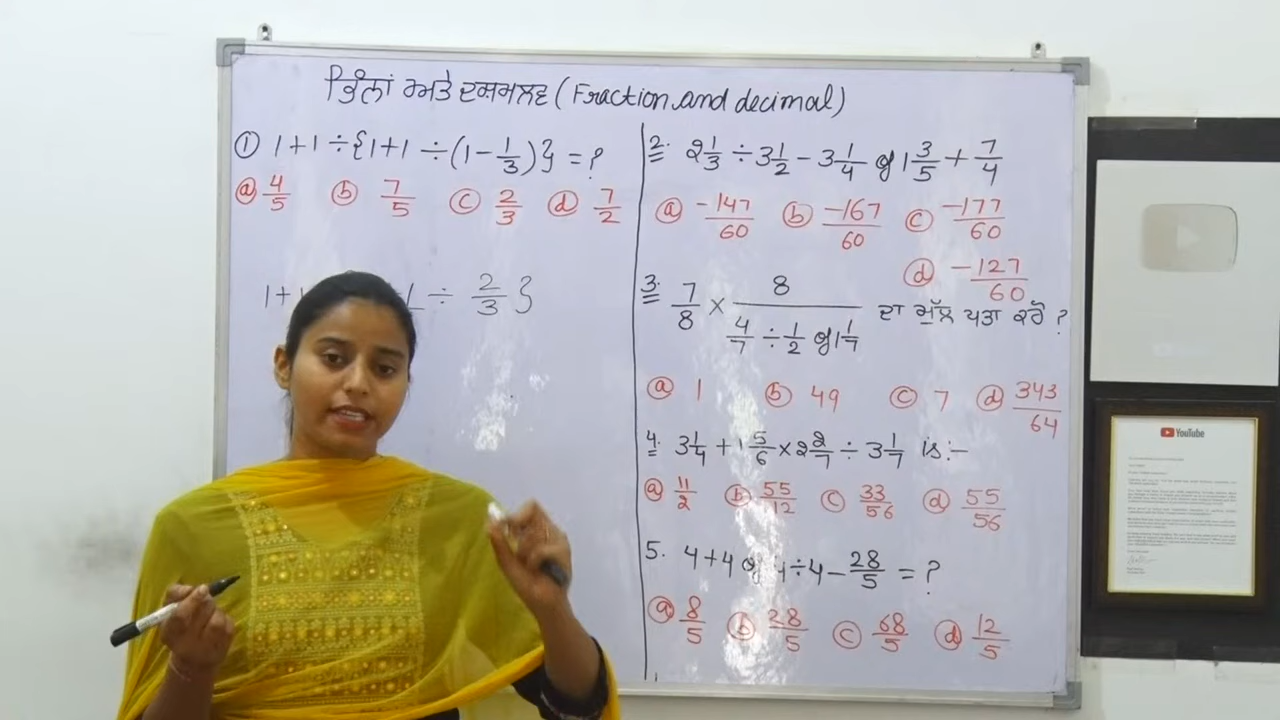 ਭਿੰਨਾਂ ਅਤੇ ਦਸ਼ਮਲਵ (Fraction and decimal)
① 1+1÷{1+1÷(1-1/3)} = ?
ⓐ 4/5 ⓑ 7/5 ⓒ 2/3 ⓓ 7/2
1+1 1 ÷ 2/3 }
2. 2 1/3 ÷ 3 1/2 - 3 1/4 of 1 3/5 + 7/4
ⓐ -147/60 ⓑ -167/60 ⓒ -177/60
ⓓ -127/60
3. 7/8 × 8/(4/7 ÷ 1/2 of 1 1/7) ਦਾ ਮੁੱਲ ਪਤਾ ਕਰੋ ?
ⓐ 1 ⓑ 49 ⓒ 7 ⓓ 343/64
4. 3 1/4 + 1 5/6 × 2 2/7 ÷ 3 1/7 is:-
ⓐ 11/2 ⓑ 55/12 ⓒ 33/56 ⓓ 55/56
5. 4+4 of 4÷4 - 28/5 = ?
ⓐ 8/5 ⓑ 28/5 ⓒ 68/5 ⓓ 12/5
YouTube